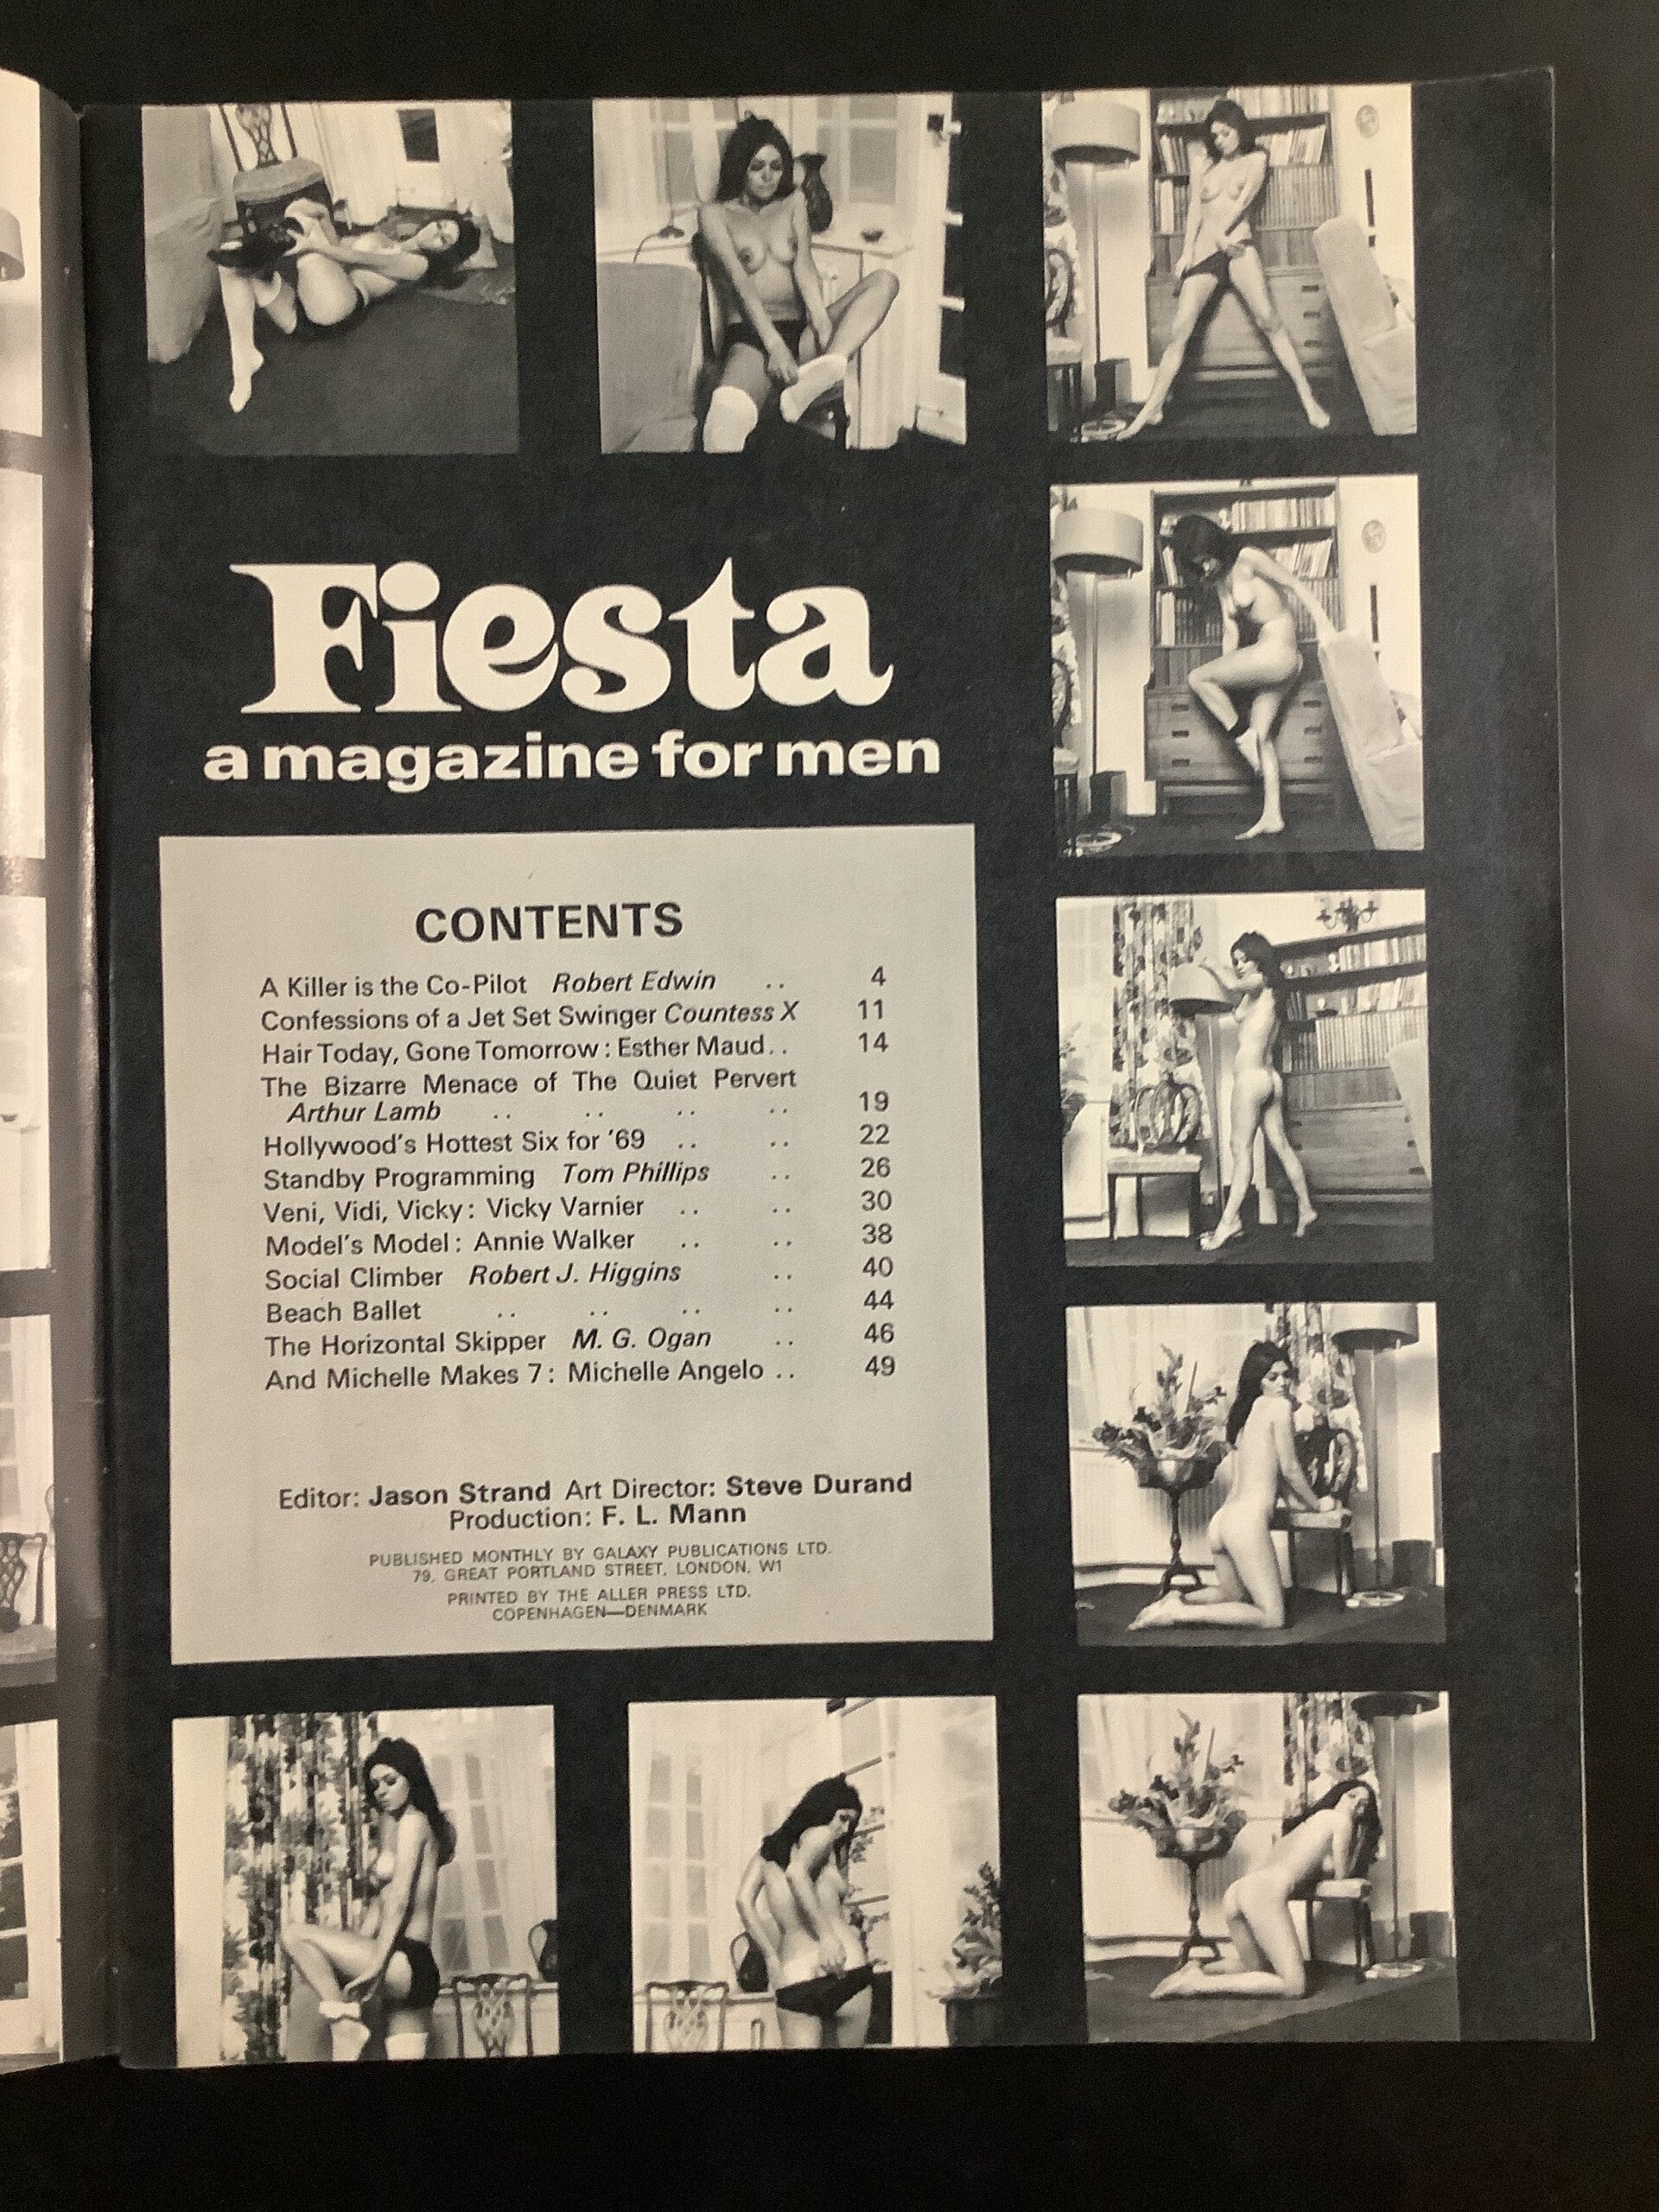 Fiesta
a magazine for men
CONTENTS
A Killer is the Co-Pilot Robert Edwin .. 4
Confessions of a Jet Set Swinger Countess X 11
Hair Today, Gone Tomorrow : Esther Maud .. 14
The Bizarre Menace of The Quiet Pervert
Arthur Lamb .. .. .. .. 19
Hollywood's Hottest Six for '69 .. .. 22
Standby Programming Tom Phillips .. 26
Veni, Vidi, Vicky : Vicky Varnier .. .. 30
Model's Model : Annie Walker .. .. 38
Social Climber Robert J. Higgins .. 40
Beach Ballet .. .. .. .. 44
The Horizontal Skipper M. G. Ogan .. 46
And Michelle Makes 7 : Michelle Angelo .. 49
Editor: Jason Strand Art Director: Steve Durand
Production: F. L. Mann
PUBLISHED MONTHLY BY GALAXY PUBLICATIONS LTD.
79, GREAT PORTLAND STREET, LONDON, W1
PRINTED BY THE ALLER PRESS LTD.
COPENHAGEN—DENMARK